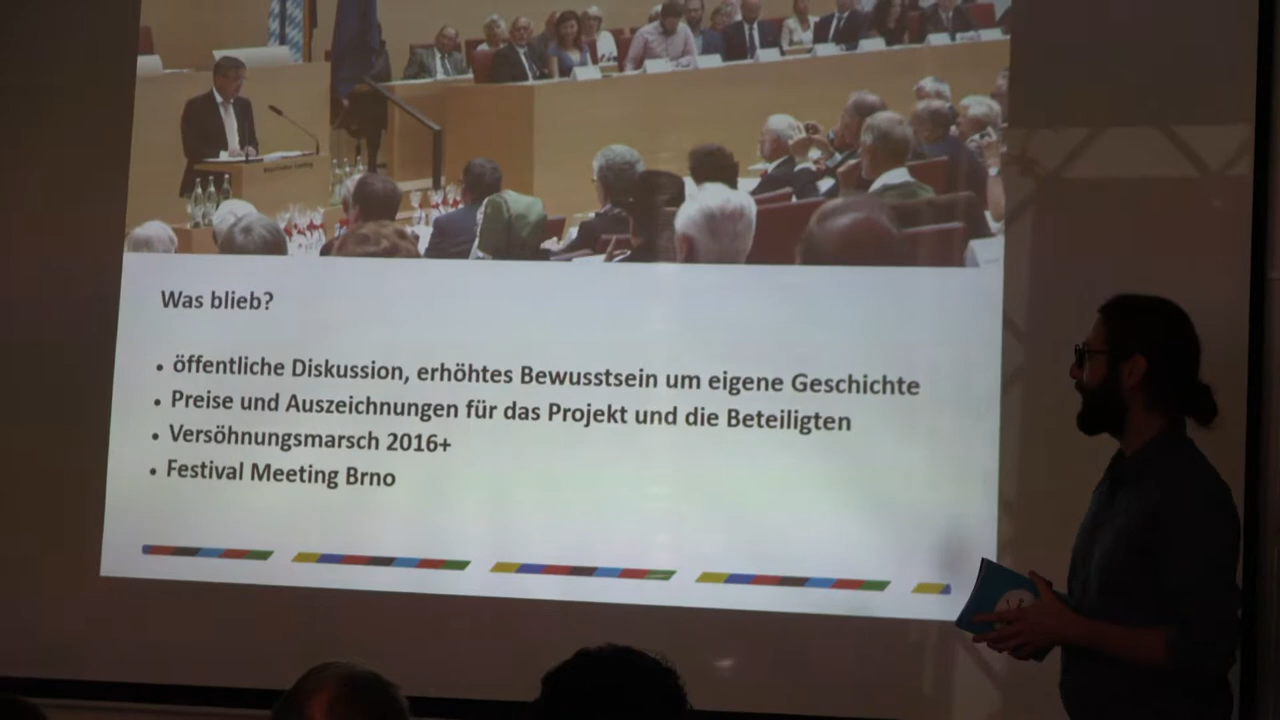 Was blieb?
• öffentliche Diskussion, erhöhtes Bewusstsein um eigene Geschichte
• Preise und Auszeichnungen für das Projekt und die Beteiligten
• Versöhnungsmarsch 2016+
• Festival Meeting Brno